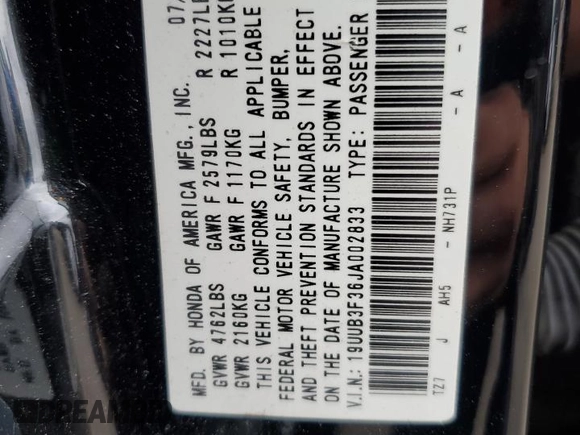 MFD. BY HONDA OF AMERICA MFG., INC. 07
GVWR 4762LBS GAWR F 2579LBS R 2227LB
GVWR 2160KG GAWR F 1170KG R 1010KG
THIS VEHICLE CONFORMS TO ALL APPLICABLE
FEDERAL MOTOR VEHICLE SAFETY, BUMPER,
AND THEFT PREVENTION STANDARDS IN EFFECT
ON THE DATE OF MANUFACTURE SHOWN ABOVE.
V.I.N.: 19UUB3F36JA002833 TYPE: PASSENGER
TZ7 J AH5 - NH731P - A - A